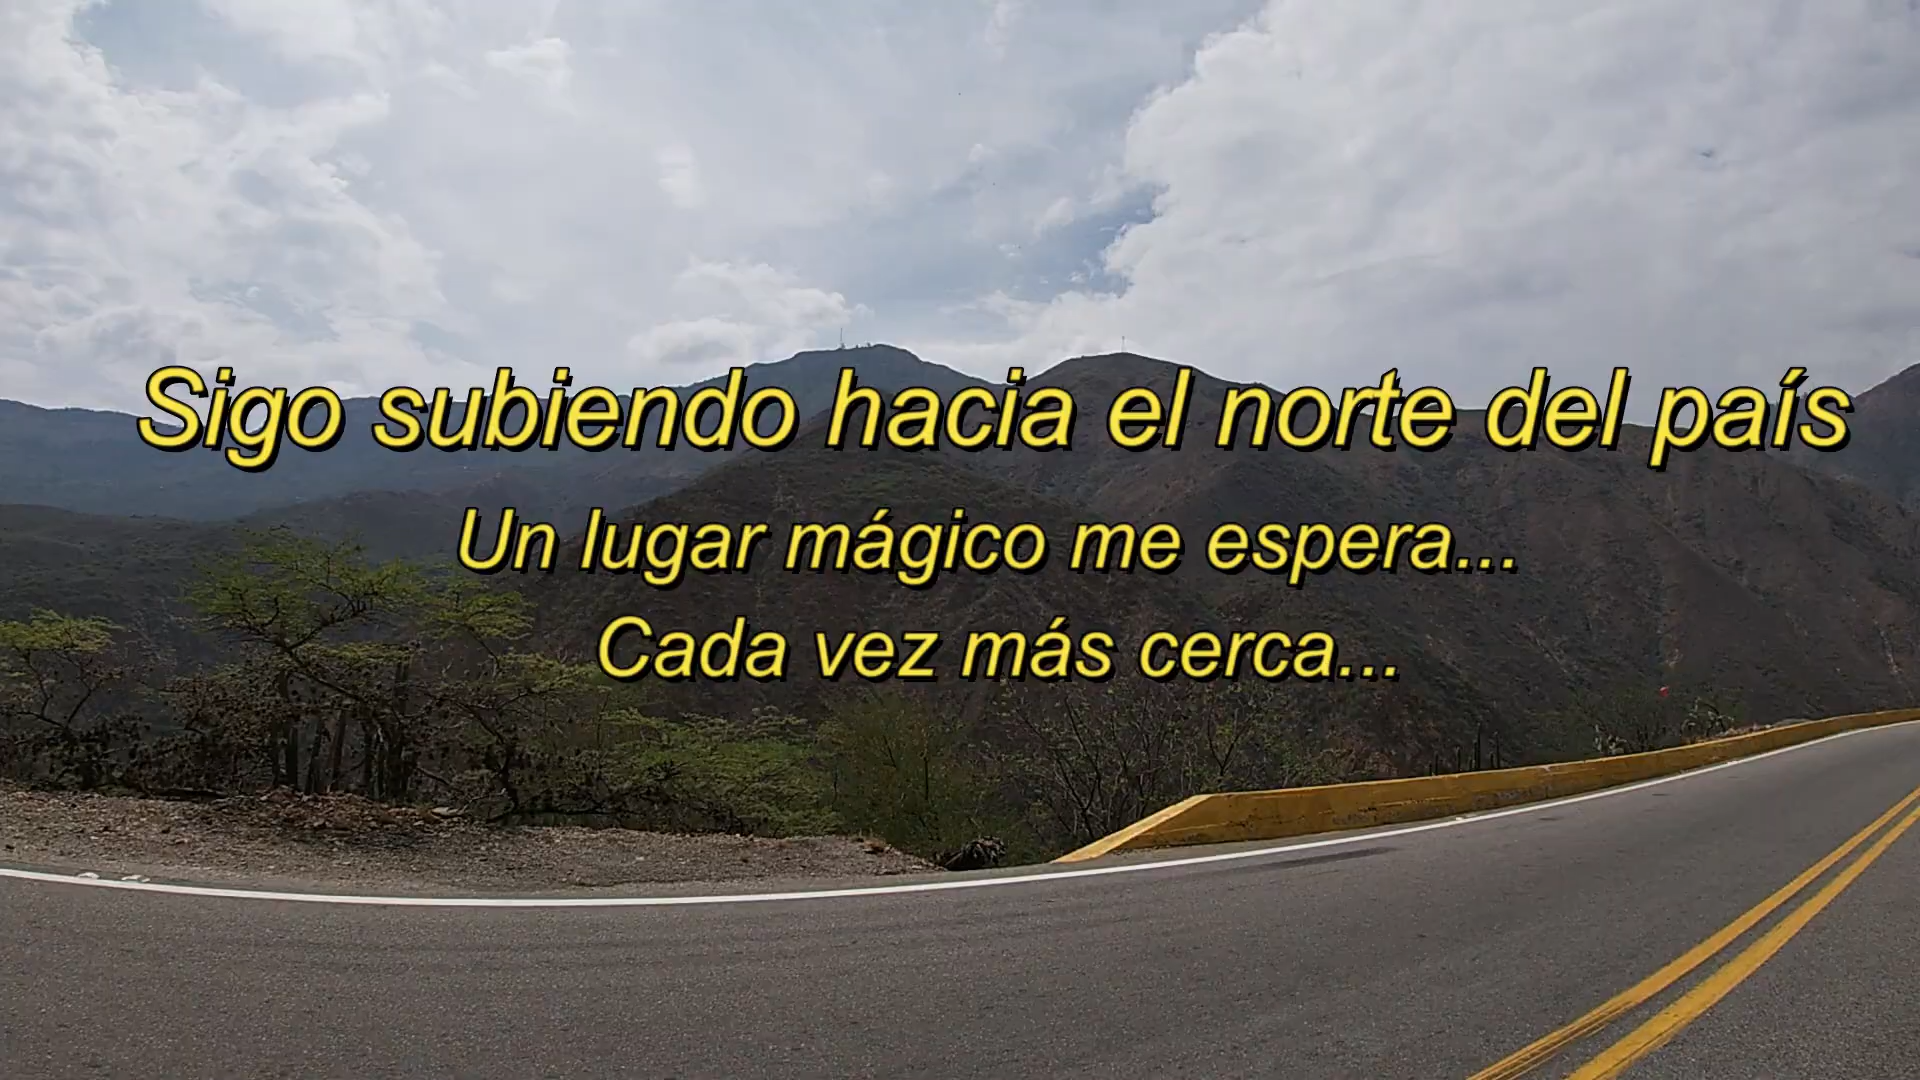 Sigo subiendo hacia el norte del país
Un lugar mágico me espera...
Cada vez más cerca...